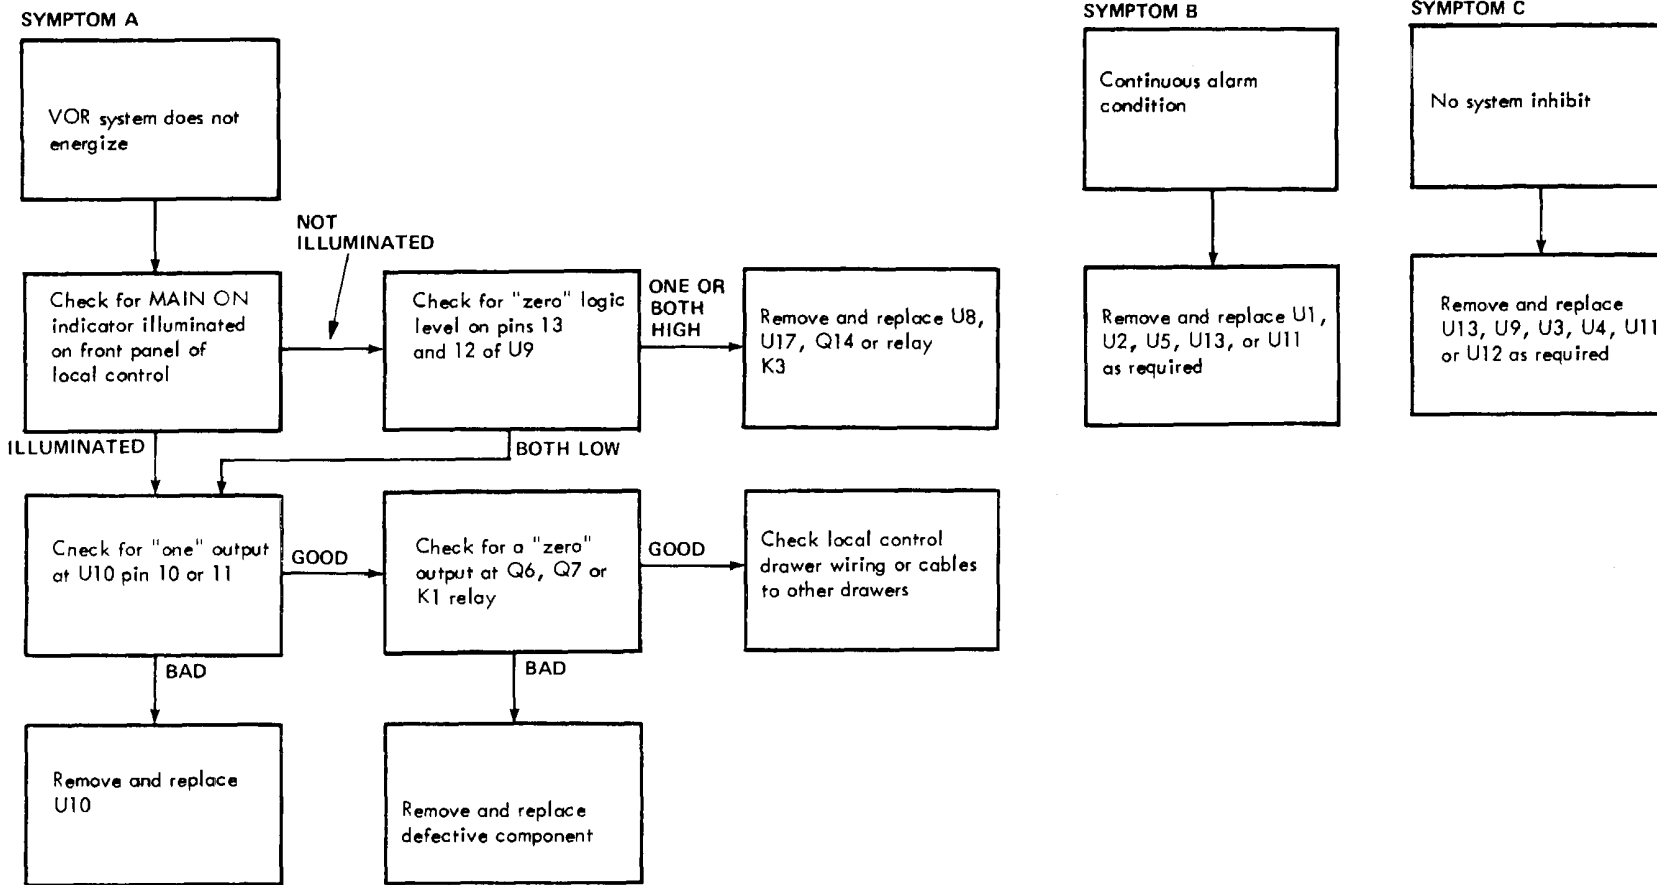 SYMPTOM A
VOR system does not
energize
NOT
ILLUMINATED
Check for MAIN ON
indicator illuminated
on front panel of
local control
Check for "zero" logic
level on pins 13
and 12 of U9
ONE OR
BOTH
HIGH
Remove and replace U8,
U17, Q14 or relay
K3
ILLUMINATED
BOTH LOW
Cneck for "one" output
at U10 pin 10 or 11
GOOD
Check for a "zero"
output at Q6, Q7 or
K1 relay
GOOD
Check local control
drawer wiring or cables
to other drawers
BAD
BAD
Remove and replace
U10
Remove and replace
defective component
SYMPTOM B
Continuous alarm
condition
Remove and replace U1,
U2, U5, U13, or U11
as required
SYMPTOM C
No system inhibit
Remove and replace
U13, U9, U3, U4, U11
or U12 as required